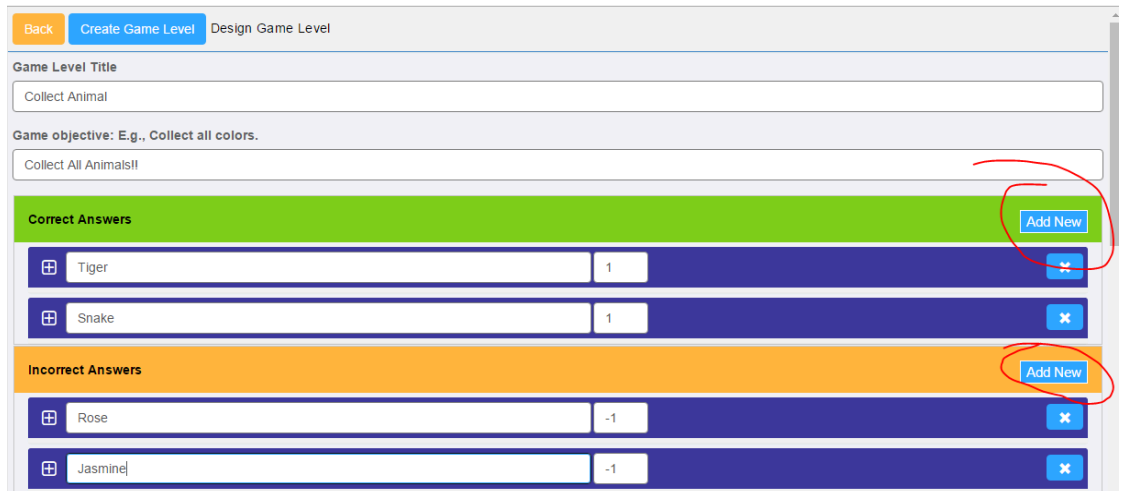 Back Create Game Level Design Game Level
Game Level Title
Collect Animal
Game objective: E.g., Collect all colors.
Collect All Animals!!
Correct Answers Add New
Tiger 1
Snake 1
Incorrect Answers Add New
Rose -1
Jasmine -1